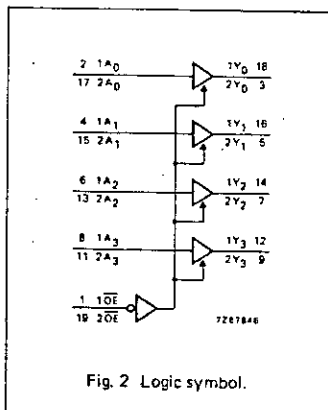 2 1A0 1Y0 18
17 2A0 2Y0 3
4 1A1 1Y1 16
15 2A1 2Y1 5
6 1A2 1Y2 14
13 2A2 2Y2 7
8 1A3 1Y3 12
11 2A3 2Y3 9
1 1O̅E̅
19 2O̅E̅
7Z87846
Fig. 2 Logic symbol.